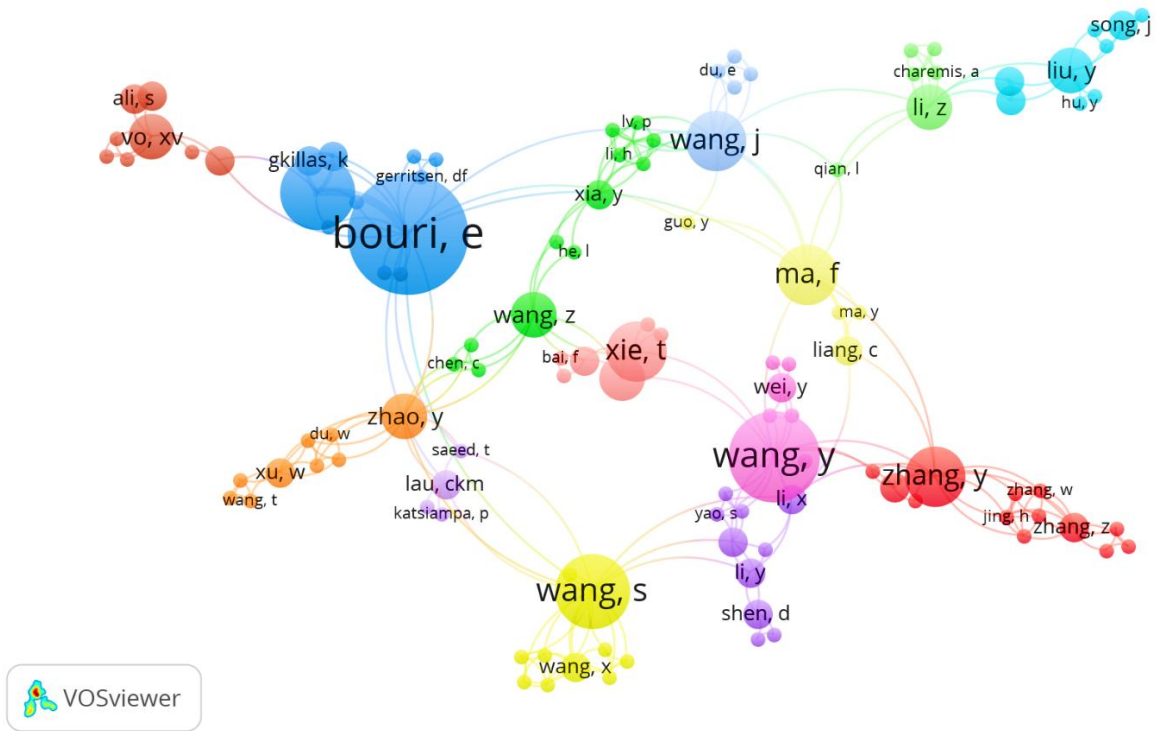 song, j
du, e
charemis, a
liu, y
ali, s
hu, y
li, z
lv, p
vo, xv
wang, j
li, h
gkillas, k
qian, l
gerritsen, df
xia, y
guo, y
bouri, e
he, l
ma, f
wang, z
ma, y
xie, t
liang, c
bai, f
chen, c
wei, y
zhao, y
du, w
saeed, t
wang, y
xu, w
zhang, y
lau, ckm
zhang, w
wang, t
li, x
katsiampa, p
yao, s
jing, h
zhang, z
li, y
wang, s
shen, d
wang, x
VOSviewer